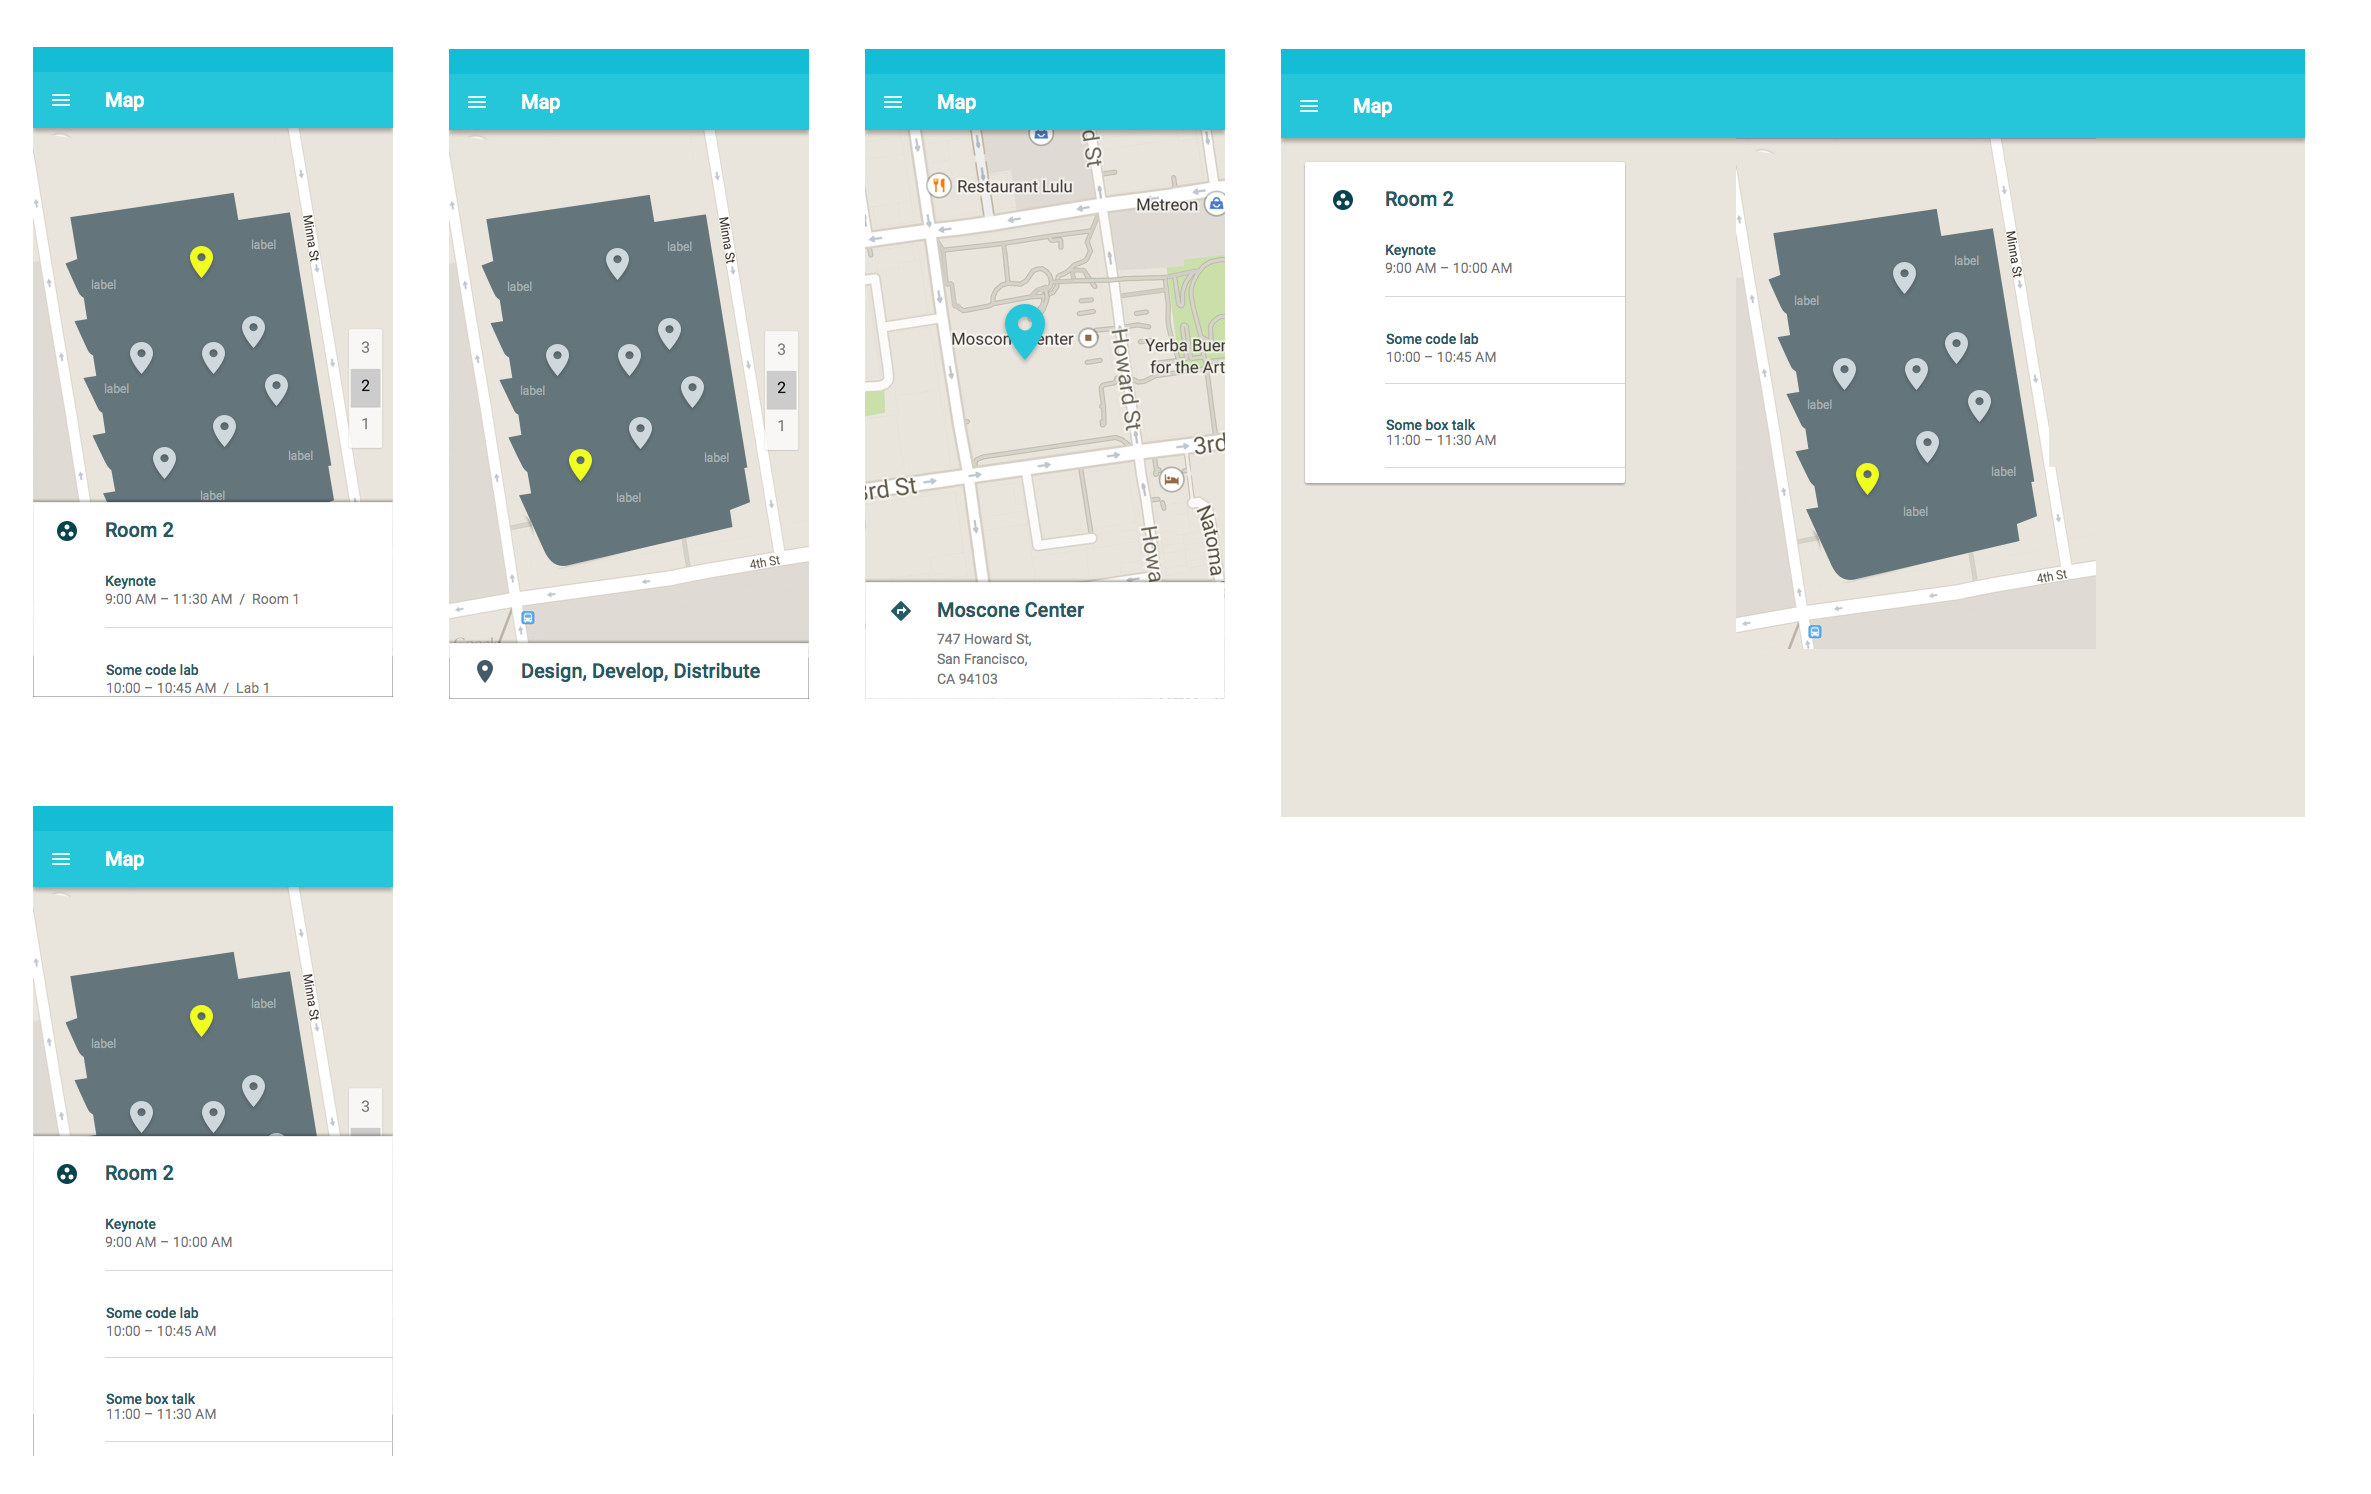 Map
Minna St
label
label
label
label
label
3
2
1
Room 2
Keynote
9:00 AM – 11:30 AM / Room 1
Some code lab
10:00 – 10:45 AM / Lab 1
Map
Minna St
label
label
label
label
label
3
2
1
4th St
Google
Design, Develop, Distribute
Map
d St
Restaurant Lulu
Metreon
Moscon enter
Howard St
Yerba Buer
for the Art
3rd
3rd St
Howa
Natoma
Moscone Center
747 Howard St,
San Francisco,
CA 94103
Map
Room 2
Keynote
9:00 AM – 10:00 AM
Some code lab
10:00 – 10:45 AM
Some box talk
11:00 – 11:30 AM
Minna St
label
label
label
label
label
4th St
Map
Minna St
label
label
3
Room 2
Keynote
9:00 AM – 10:00 AM
Some code lab
10:00 – 10:45 AM
Some box talk
11:00 – 11:30 AM